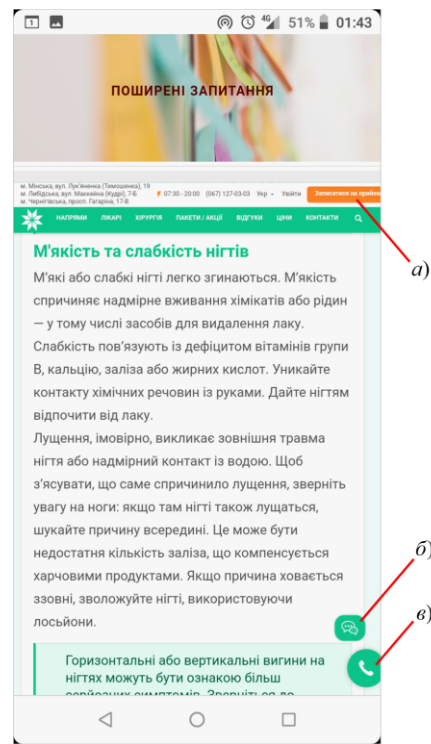 1
4G 51% 01:43
ПОШИРЕНІ ЗАПИТАННЯ
м. Мінська, вул. Лук'яненка (Тимошенка), 19
м. Либідська, вул. Маккейна (Кудрі), 7-Б
м. Чернігівська, просп. Гагаріна, 17-В
07:30 - 20:00 (067) 127-03-03 Укр Увійти Записатися на прийом
НАПРЯМИ ЛІКАРІ ХІРУРГІЯ ПАКЕТИ / АКЦІЇ ВІДГУКИ ЦІНИ КОНТАКТИ
а)
М'якість та слабкість нігтів
М'які або слабкі нігті легко згинаються. М'якість
спричиняє надмірне вживання хімікатів або рідин
— у тому числі засобів для видалення лаку.
Слабкість пов'язують із дефіцитом вітамінів групи
B, кальцію, заліза або жирних кислот. Уникайте
контакту хімічних речовин із руками. Дайте нігтям
відпочити від лаку.
Лущення, імовірно, викликає зовнішня травма
нігтя або надмірний контакт із водою. Щоб
з'ясувати, що саме спричинило лущення, зверніть
увагу на ноги: якщо там нігті також лущаться,
шукайте причину всередині. Це може бути
недостатня кількість заліза, що компенсується
харчовими продуктами. Якщо причина ховається
ззовні, зволожуйте нігті, використовуючи
лосьйони.
б)
в)
Горизонтальні або вертикальні вигини на
нігтях можуть бути ознакою більш
серйозних симптомів. Зверніться до